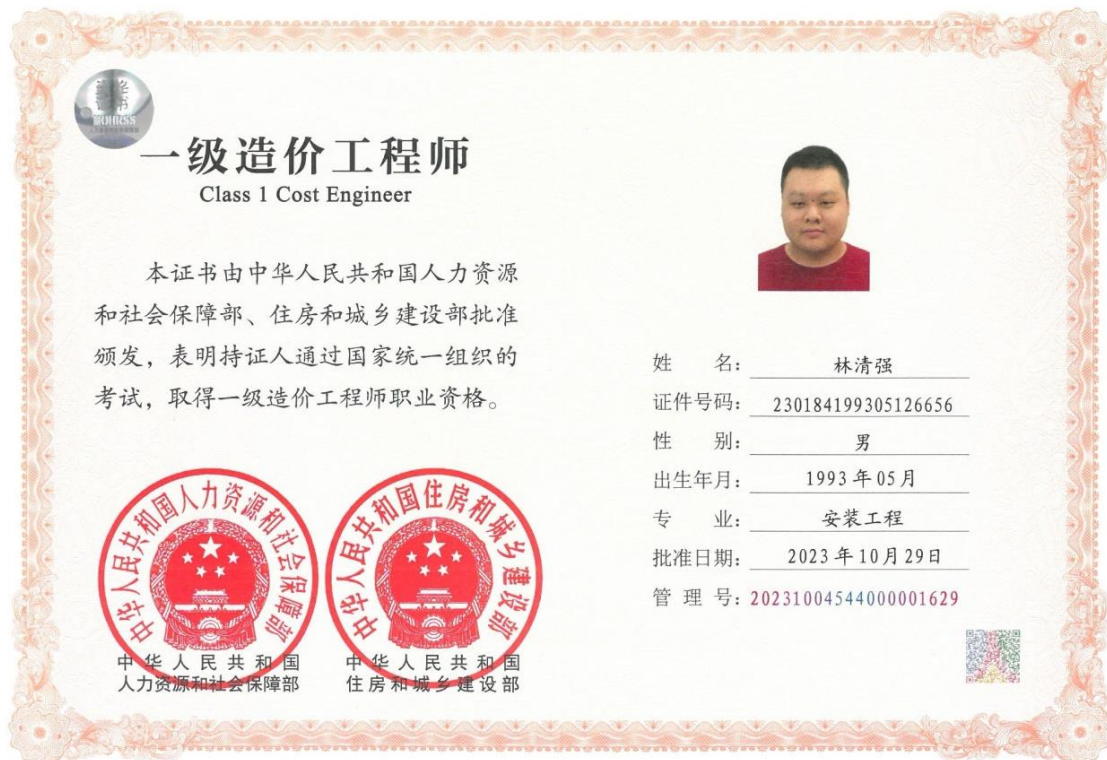 一级造价工程师
Class 1 Cost Engineer
本证书由中华人民共和国人力资源
和社会保障部、住房和城乡建设部批准
颁发，表明持证人通过国家统一组织的
考试，取得一级造价工程师职业资格。
中华人民共和国人力资源和社会保障部
中华人民共和国
人力资源和社会保障部
中华人民共和国住房和城乡建设部
中华人民共和国
住房和城乡建设部
姓名：林清强
证件号码：230184199305126656
性别：男
出生年月：1993年05月
专业：安装工程
批准日期：2023年10月29日
管理号：20231004544000001629